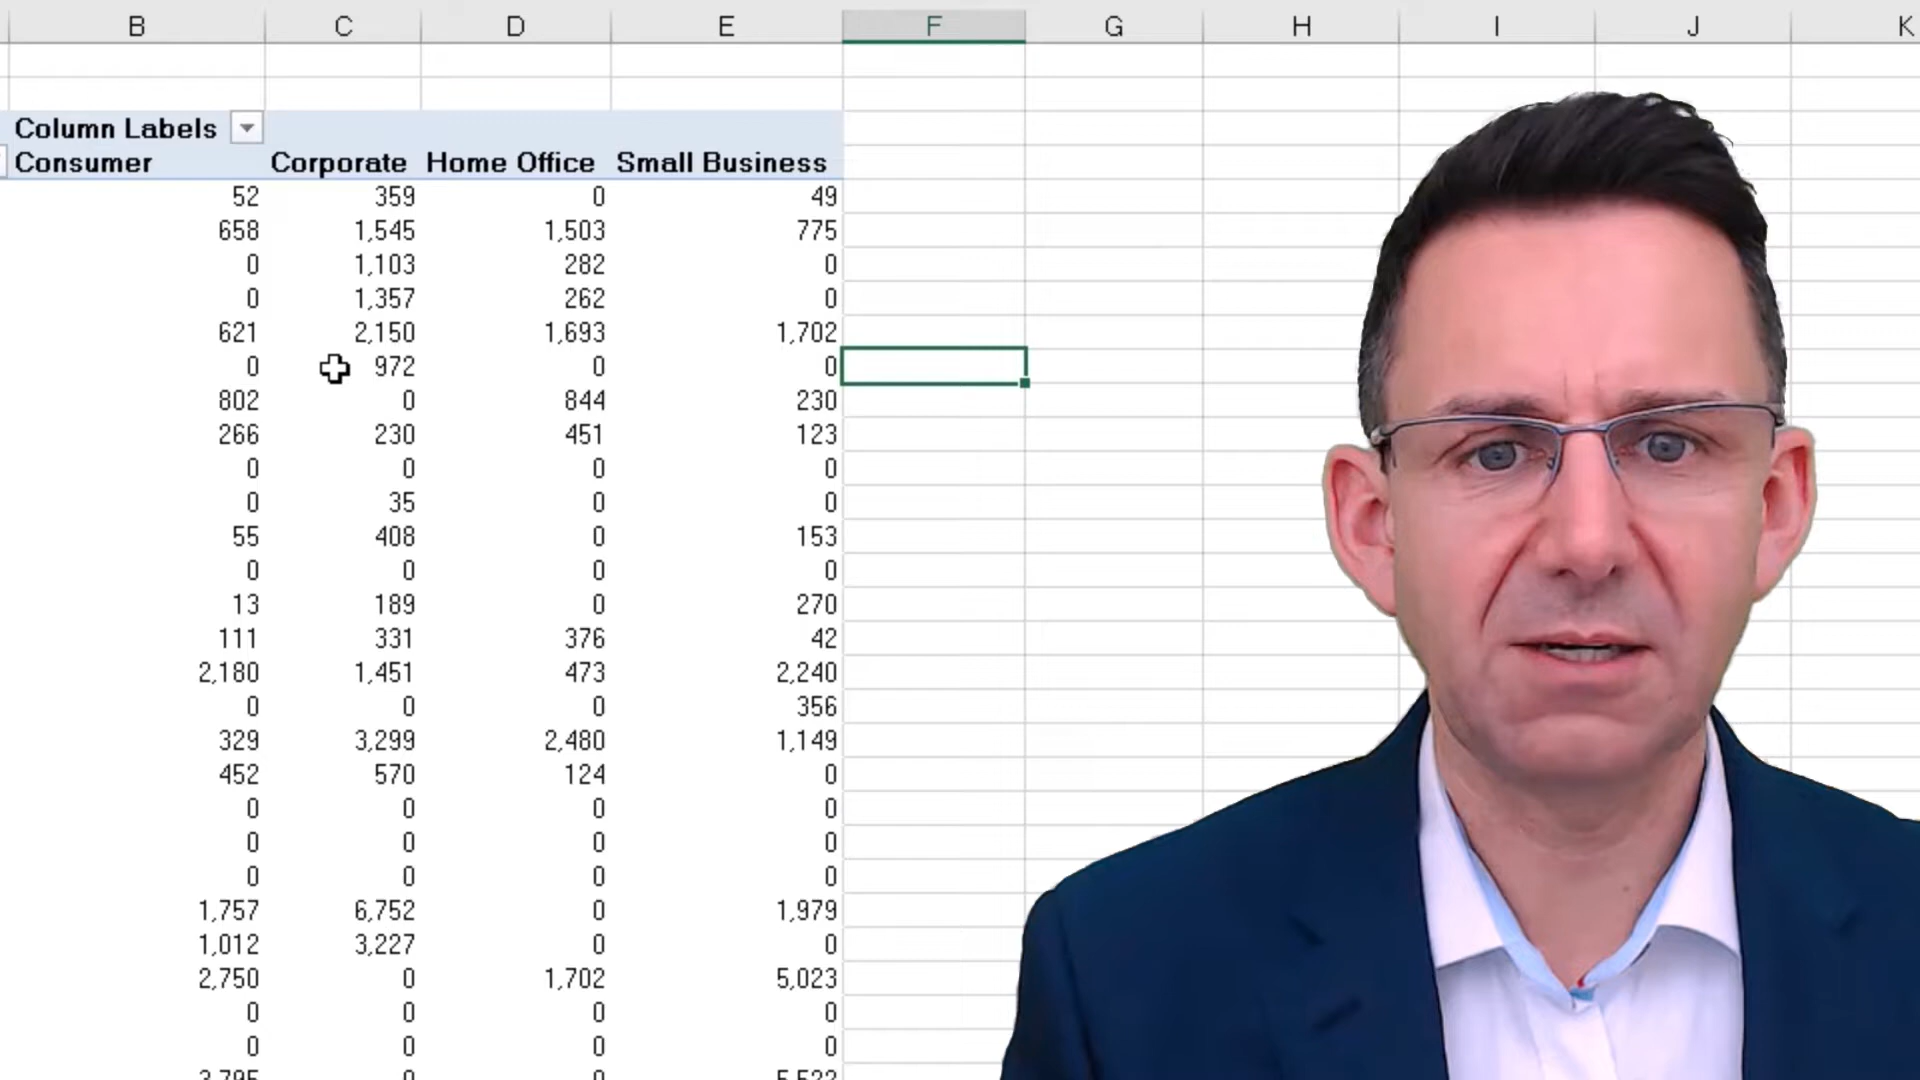 B C D E F G H I J K
Column Labels
Consumer Corporate Home Office Small Business
52 359 0 49
658 1,545 1,503 775
0 1,103 282 0
0 1,357 262 0
621 2,150 1,693 1,702
0 972 0 0
802 0 844 230
266 230 451 123
0 0 0 0
0 35 0 0
55 408 0 153
0 0 0 0
13 189 0 270
111 331 376 42
2,180 1,451 473 2,240
0 0 0 356
329 3,299 2,480 1,149
452 570 124 0
0 0 0 0
0 0 0 0
0 0 0 0
1,757 6,752 0 1,979
1,012 3,227 0 0
2,750 0 1,702 5,023
0 0 0 0
0 0 0 0
0 0